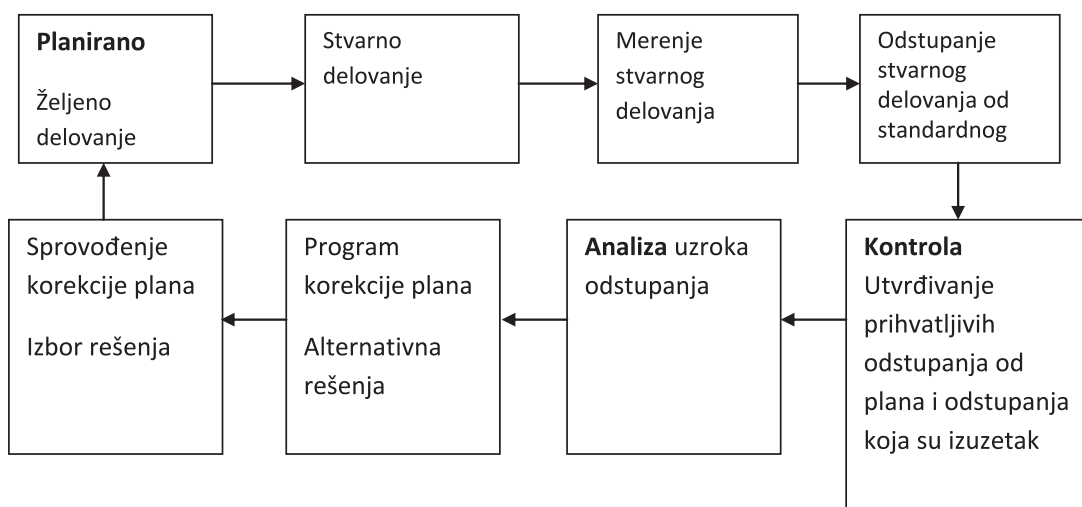 Planirano
Željeno
delovanje
Stvarno
delovanje
Merenje
stvarnog
delovanja
Odstupanje
stvarnog
delovanja od
standardnog
Sprovođenje
korekcije plana
Izbor rešenja
Program
korekcije plana
Alternativna
rešenja
Analiza uzroka
odstupanja
Kontrola
Utvrđivanje
prihvatljivih
odstupanja od
plana i odstupanja
koja su izuzetak